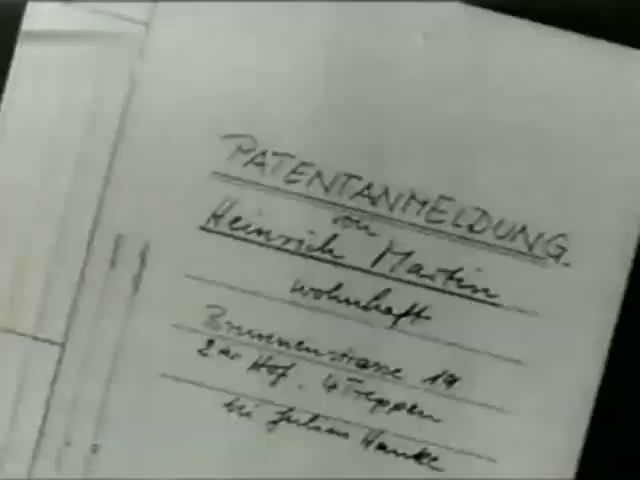 PATENTANMELDUNG.
von
Heinrich Martin
wohnhaft
Brunnenstrasse 19
2er Hof. 4 Treppen
bei Julius Hanke